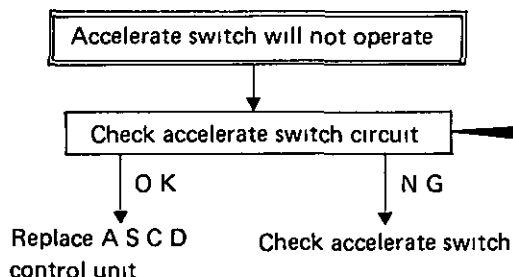 Accelerate switch will not operate
Check accelerate switch circuit
O K
N G
Replace A S C D
control unit
Check accelerate switch